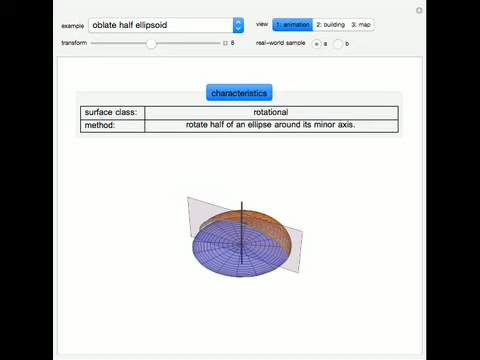 example oblate half ellipsoid view 1: animation 2: building 3: map
transform 8 real-world sample a b
characteristics
surface class: rotational
method: rotate half of an ellipse around its minor axis.